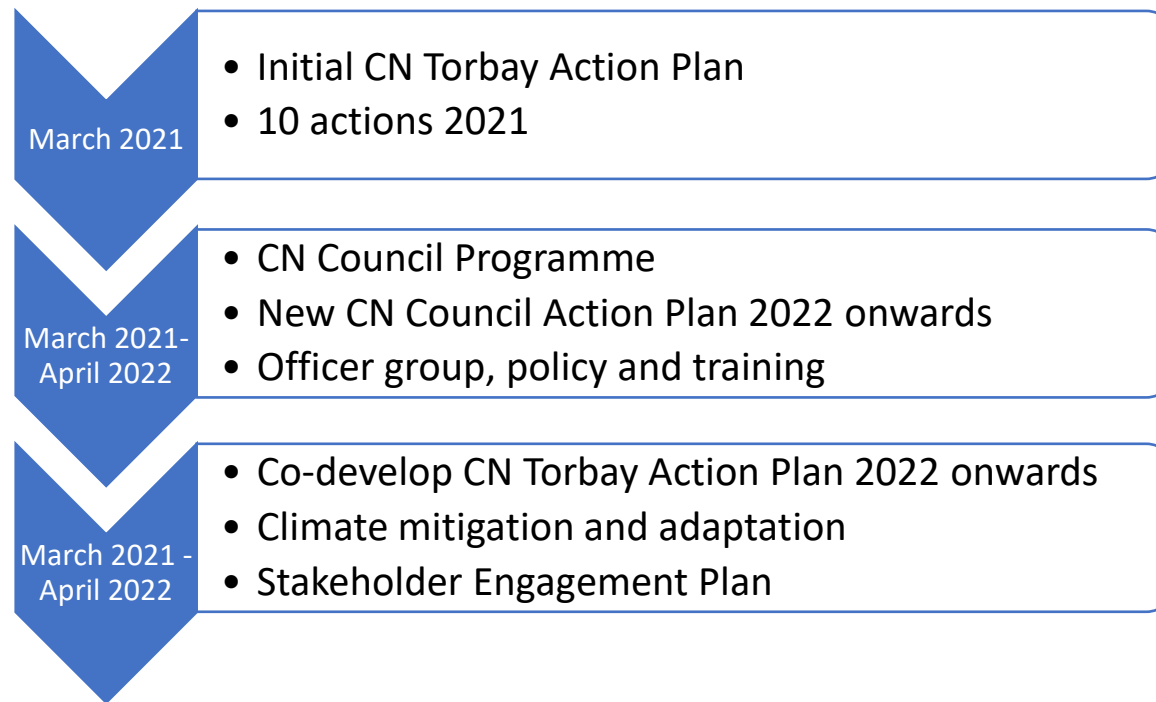 March 2021
• Initial CN Torbay Action Plan
• 10 actions 2021
March 2021-
April 2022
• CN Council Programme
• New CN Council Action Plan 2022 onwards
• Officer group, policy and training
March 2021 -
April 2022
• Co-develop CN Torbay Action Plan 2022 onwards
• Climate mitigation and adaptation
• Stakeholder Engagement Plan